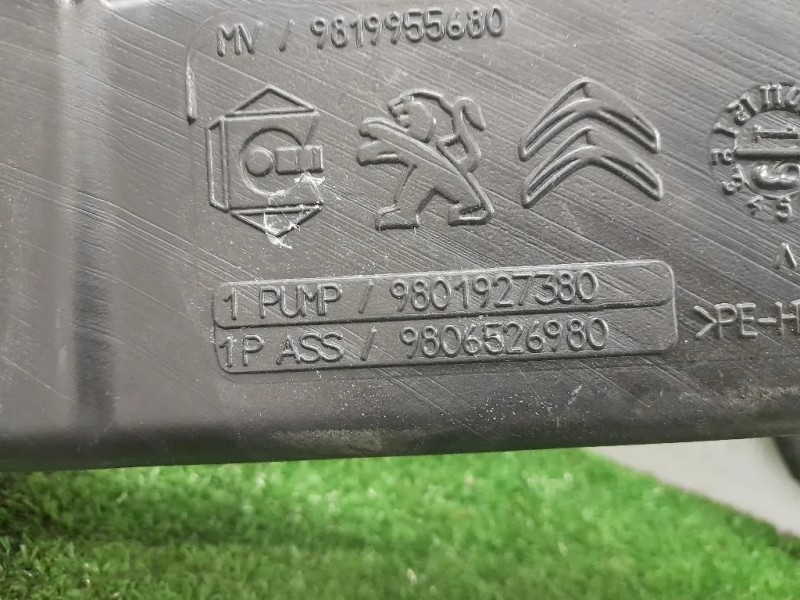 MV / 9819955680
1 PUMP / 9801927380
1P ASS / 9806526980
>PE-H